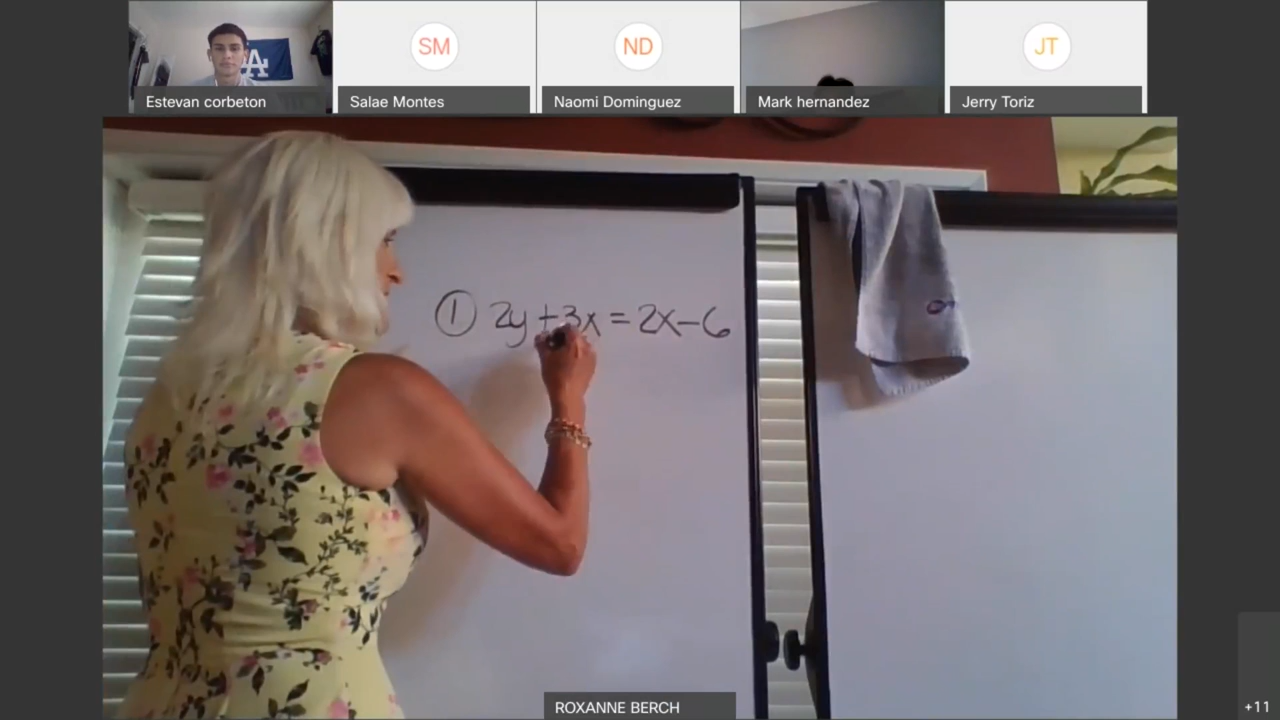 SM
ND
JT
Estevan corbeton
Salae Montes
Naomi Dominguez
Mark hernandez
Jerry Toriz
① 2y+3x=2x-6
ROXANNE BERCH
+11